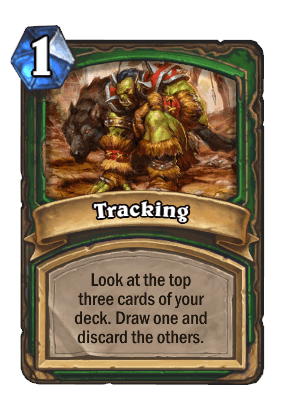 1
Tracking
Look at the top
three cards of your
deck. Draw one and
discard the others.